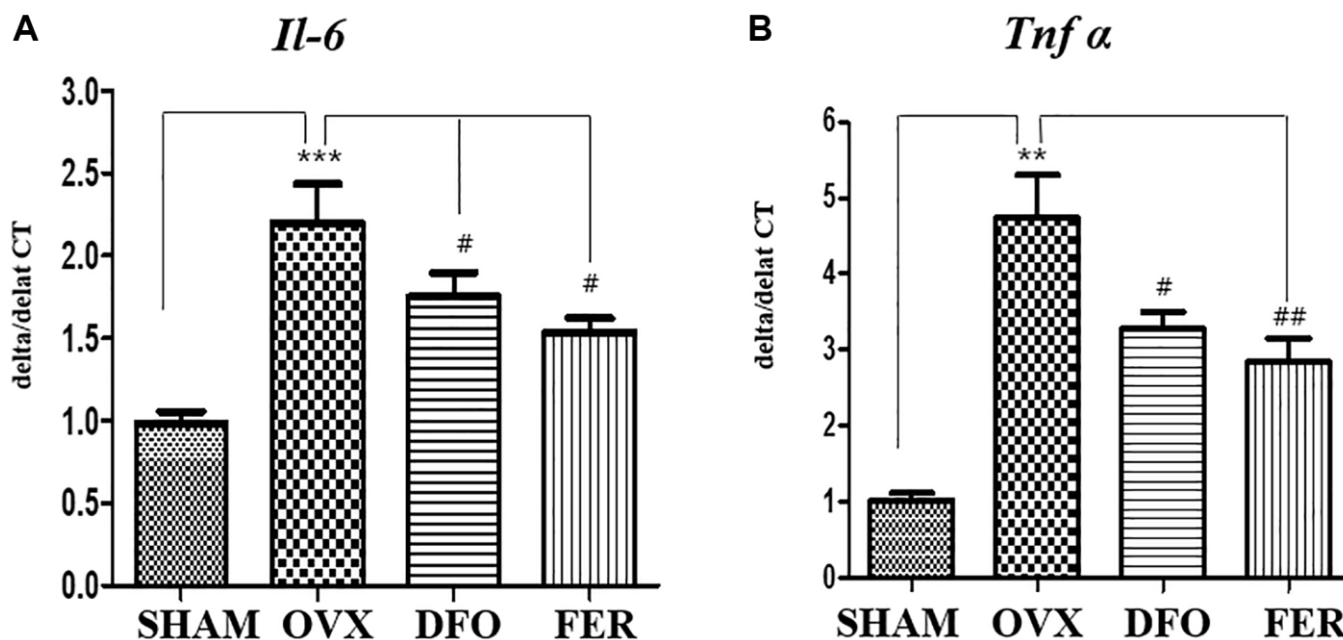 A
Il-6
delta/delat CT
3.0
2.5
2.0
1.5
1.0
0.5
0.0
***
#
#
SHAM OVX DFO FER
B
Tnf α
delta/delat CT
6
5
4
3
2
1
0
**
#
##
SHAM OVX DFO FER